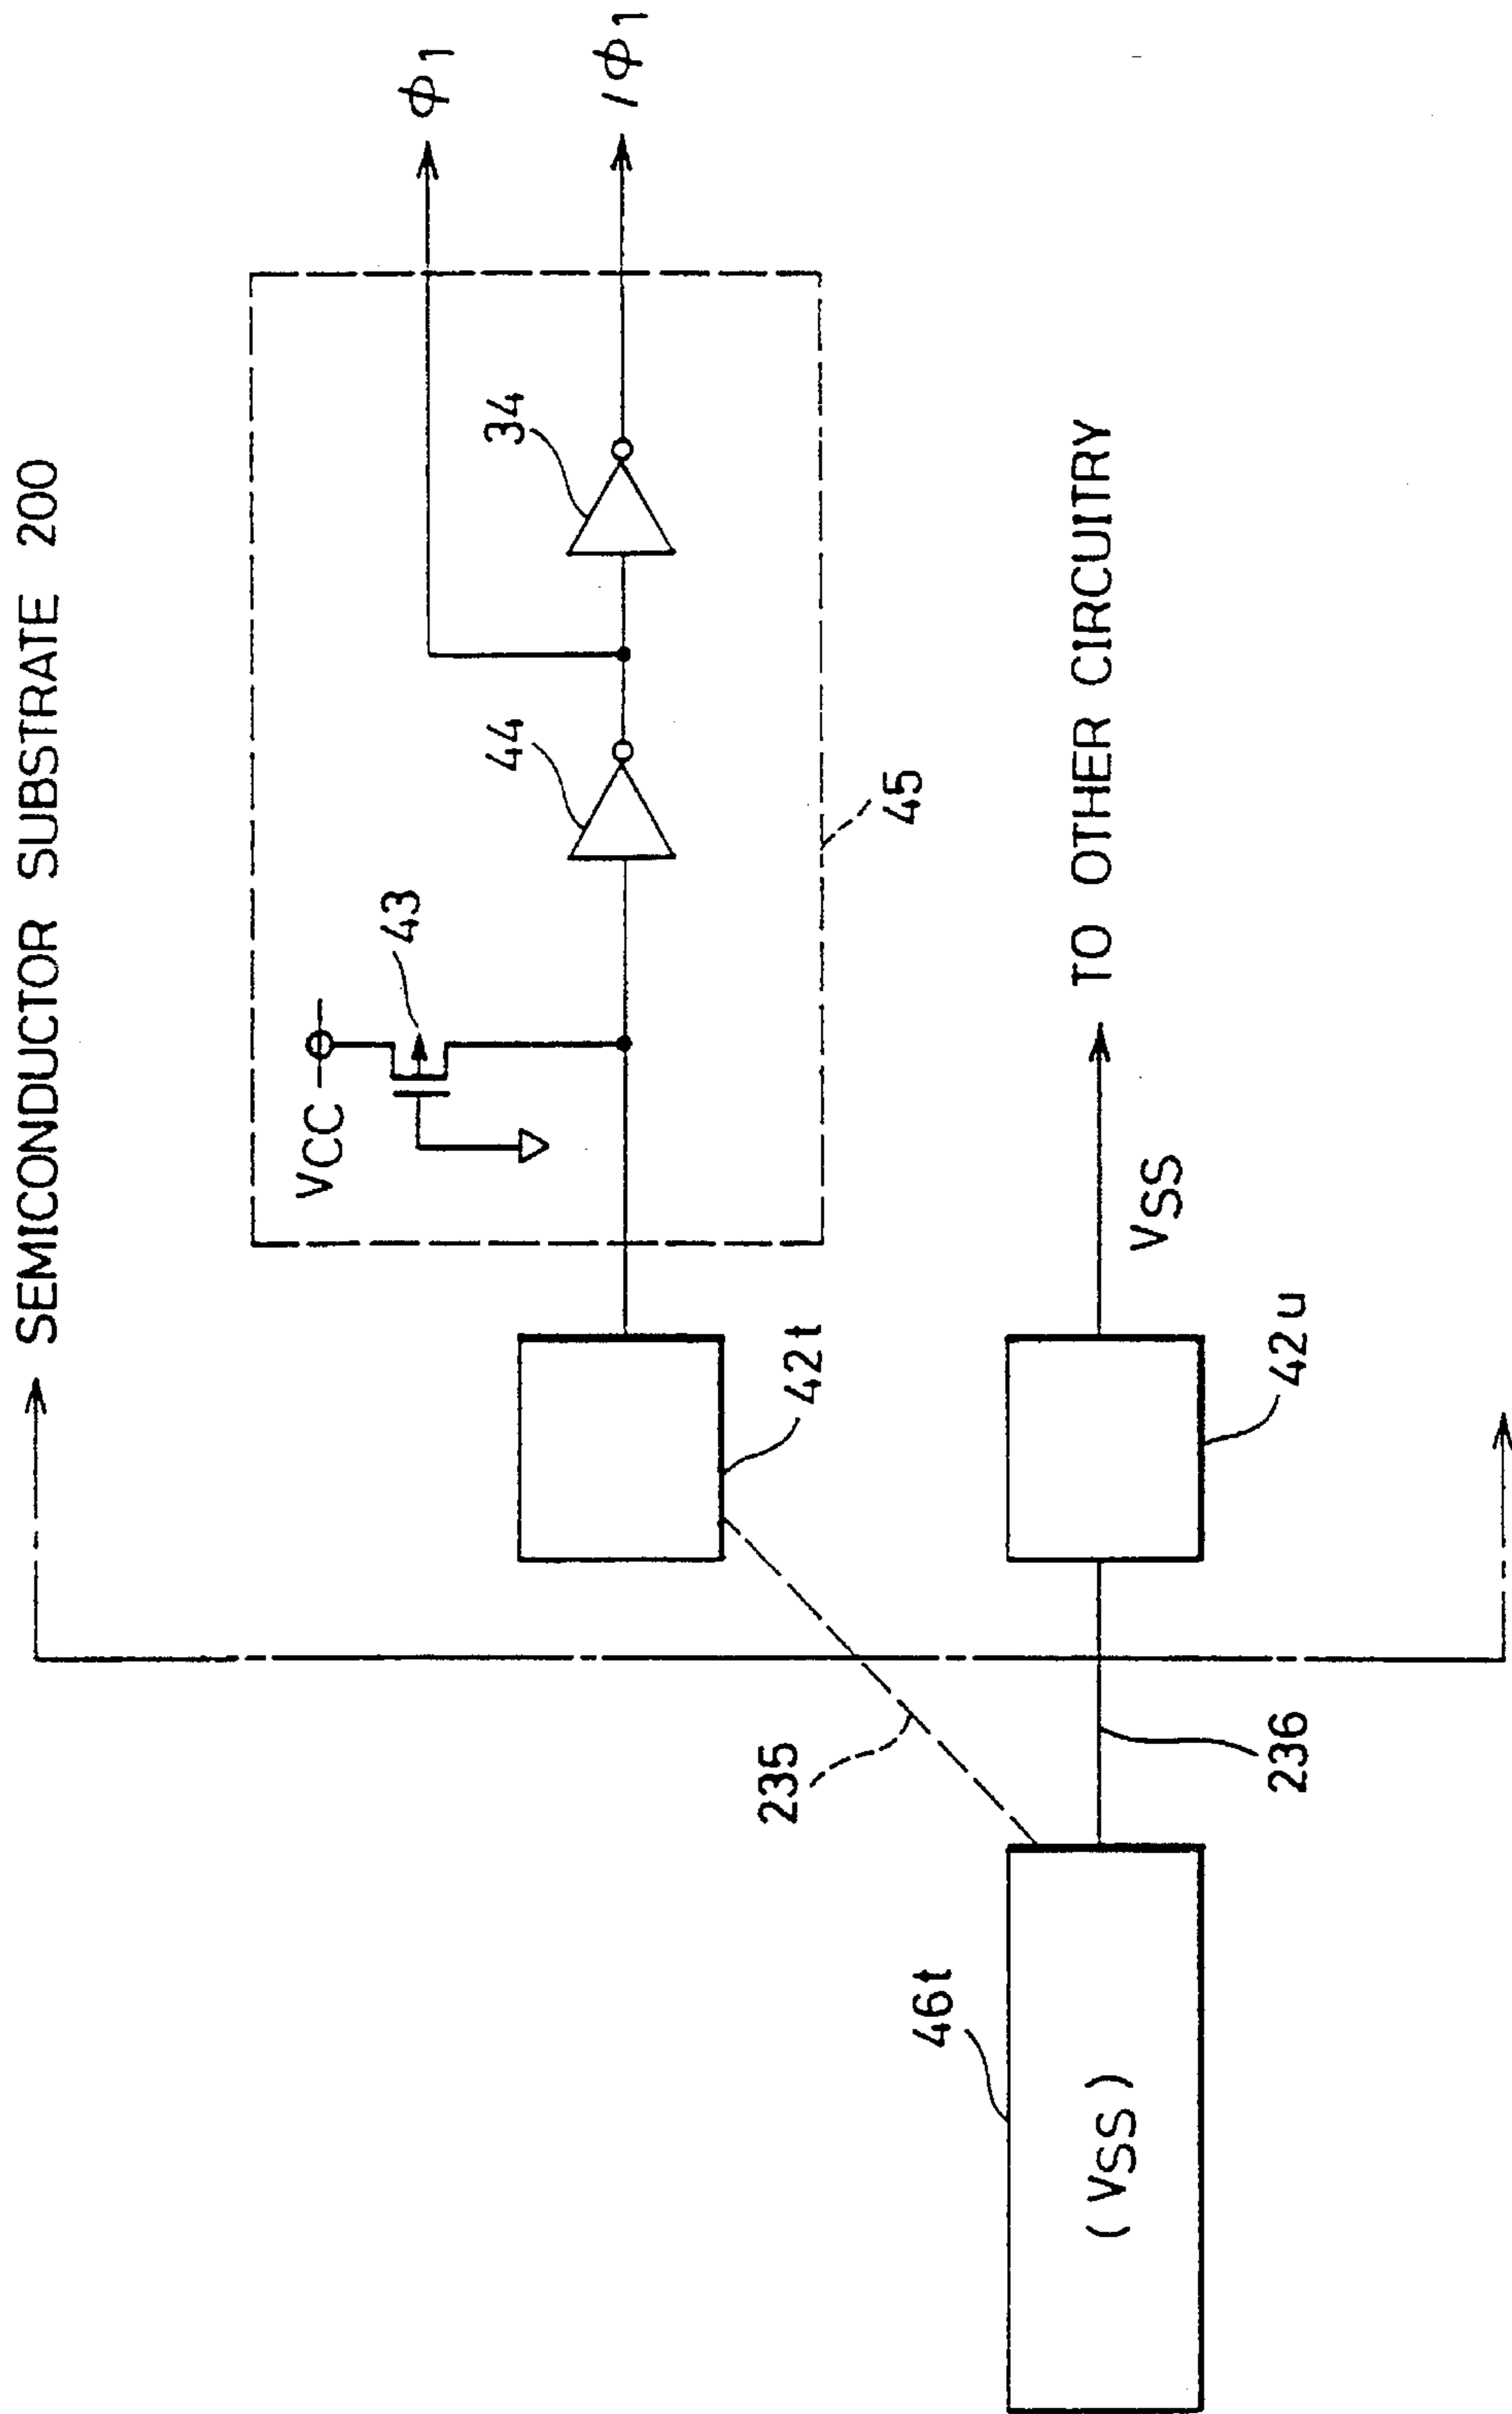 SEMICONDUCTOR SUBSTRATE 200
ϕ1
/ϕ1
VCC
43
44
34
45
42t
235
46t
(VSS)
236
42u
VSS
TO OTHER CIRCUITRY